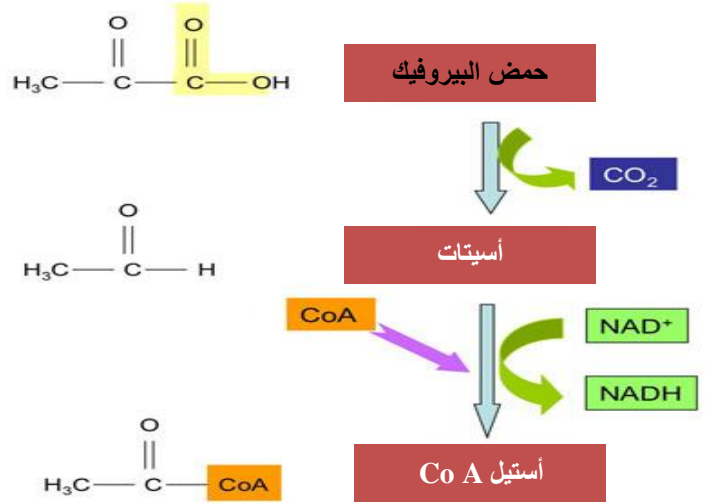 O O
H₃C C C OH
حمض البيروفيك
CO₂
O
H₃C C H
أسيتات
CoA
NAD⁺
NADH
O
H₃C C CoA
أستيل Co A